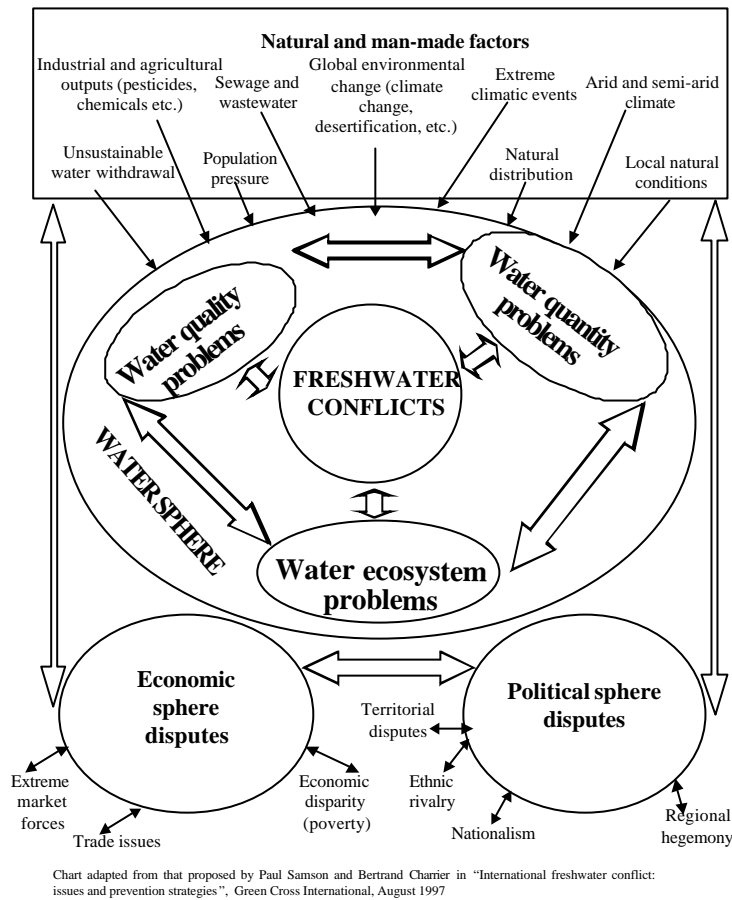 Natural and man-made factors
Industrial and agricultural
outputs (pesticides,
chemicals etc.)
Sewage and
wastewater
Global environmental
change (climate
change,
desertification, etc.)
Extreme
climatic events
Arid and semi-arid
climate
Unsustainable
water withdrawal
Population
pressure
Natural
distribution
Local natural
conditions
Water quality
problems
Water quantity
problems
FRESHWATER
CONFLICTS
WATER SPHERE
Water ecosystem
problems
Economic
sphere
disputes
Political sphere
disputes
Territorial
disputes
Extreme
market
forces
Trade issues
Economic
disparity
(poverty)
Ethnic
rivalry
Nationalism
Regional
hegemony
Chart adapted from that proposed by Paul Samson and Bertrand Charrier in “International freshwater conflict:
issues and prevention strategies”, Green Cross International, August 1997